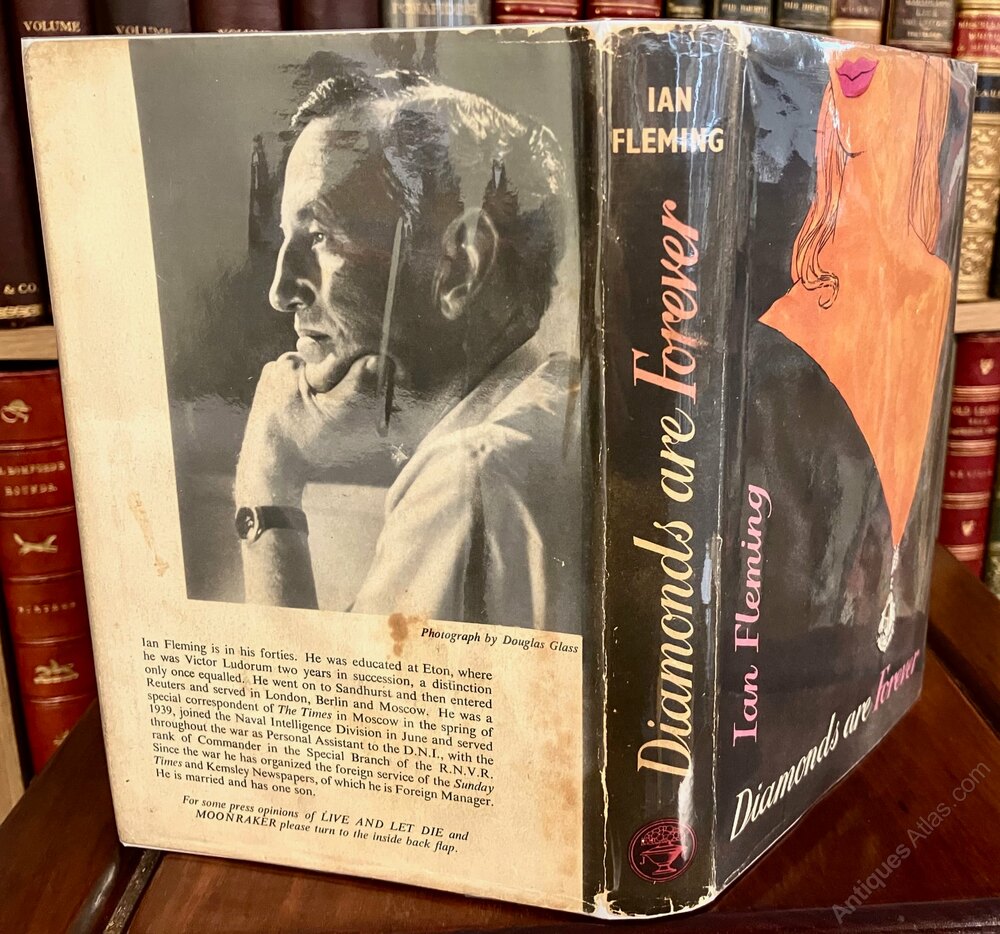 VOLUME
VOLUME
VOLUME
& CO
Photograph by Douglas Glass
Ian Fleming is in his forties. He was educated at Eton, where
he was Victor Ludorum two years in succession, a distinction
only once equalled. He went on to Sandhurst and then entered
Reuters and served in London, Berlin and Moscow. He was a
special correspondent of The Times in Moscow in the spring of
1939, joined the Naval Intelligence Division in June and served
throughout the war as Personal Assistant to the D.N.I., with the
rank of Commander in the Special Branch of the R.N.V.R.
Since the war he has organized the foreign service of the Sunday
Times and Kemsley Newspapers, of which he is Foreign Manager.
He is married and has one son.
For some press opinions of LIVE AND LET DIE and
MOONRAKER please turn to the inside back flap.
IAN
FLEMING
Diamonds are Forever
Ian Fleming
Diamonds are forever
Antiques Atlas.com